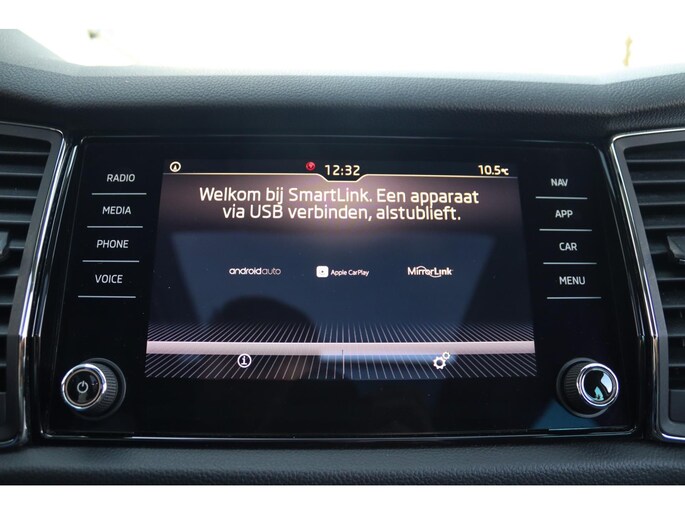 12:32
10.5°C
RADIO
MEDIA
PHONE
VOICE
Welkom bij SmartLink. Een apparaat
via USB verbinden, alstublieft.
androidauto
Apple CarPlay
MirrorLink
NAV
APP
CAR
MENU